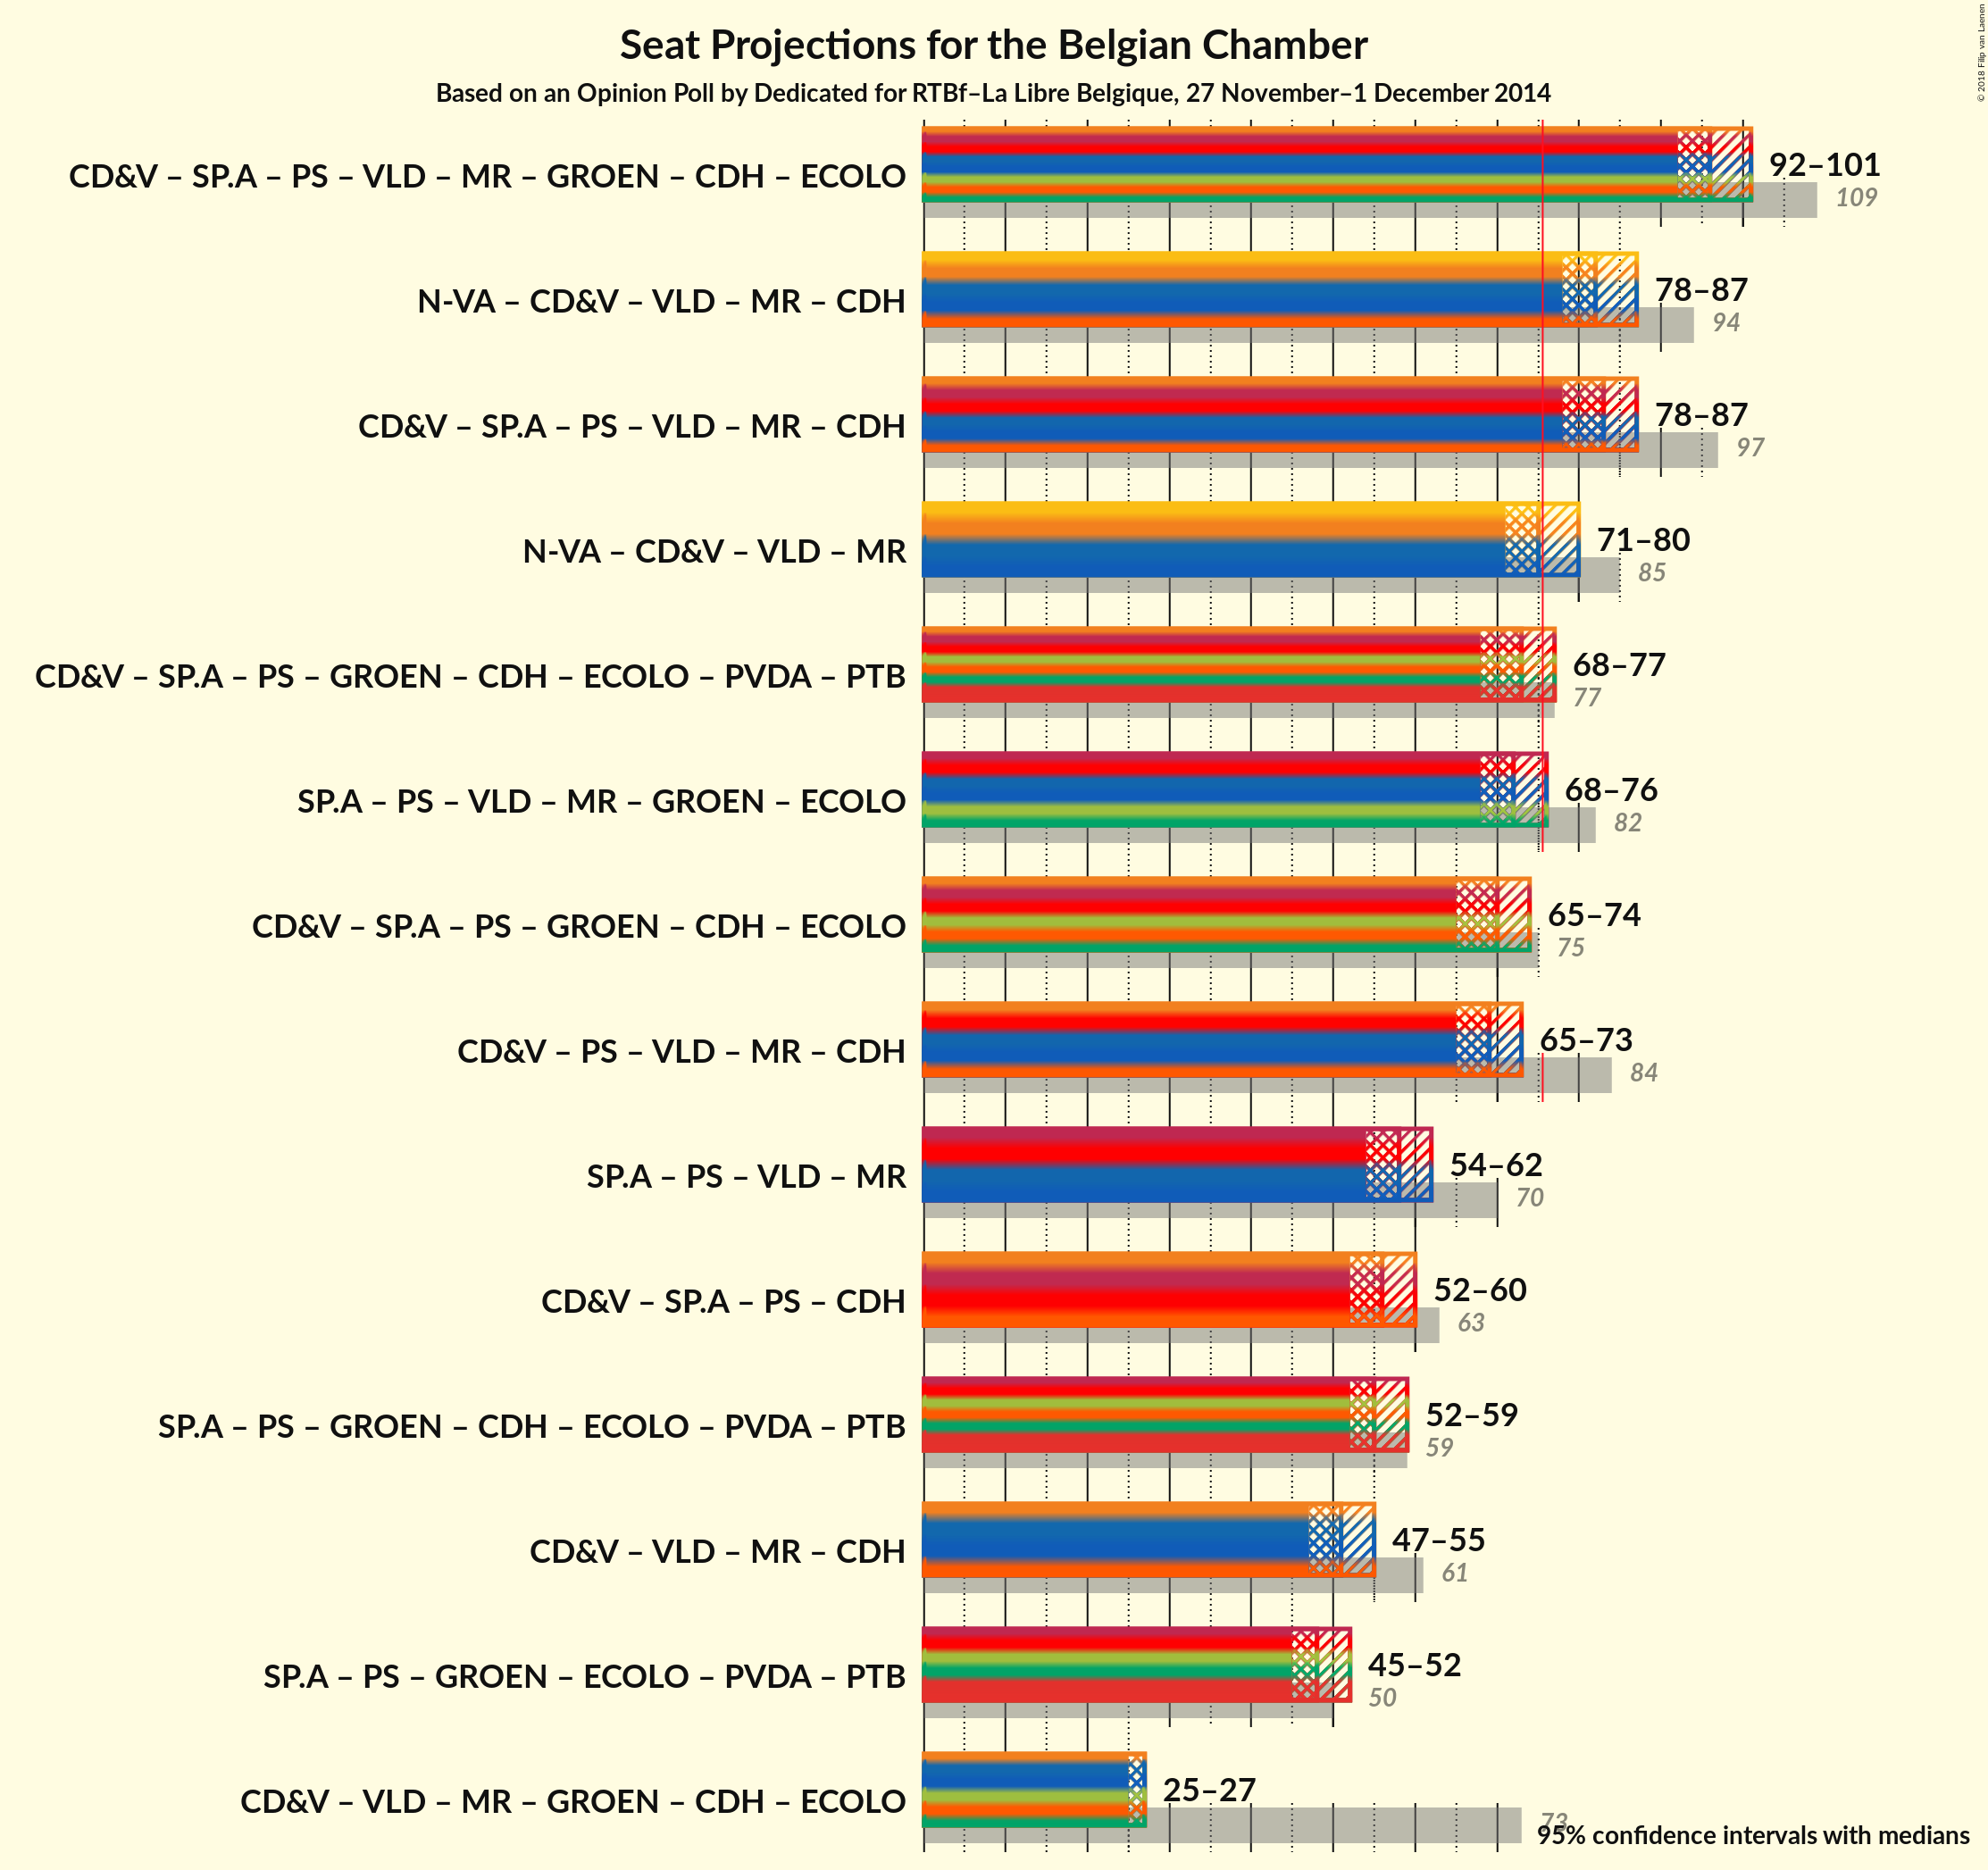 Seat Projections for the Belgian Chamber
Based on an Opinion Poll by Dedicated for RTBf–La Libre Belgique, 27 November–1 December 2014
© 2018 Filip van Laenen
CD&V – SP.A – PS – VLD – MR – GROEN – CDH – ECOLO
92–101
109
N-VA – CD&V – VLD – MR – CDH
78–87
94
CD&V – SP.A – PS – VLD – MR – CDH
78–87
97
N-VA – CD&V – VLD – MR
71–80
85
CD&V – SP.A – PS – GROEN – CDH – ECOLO – PVDA – PTB
68–77
77
SP.A – PS – VLD – MR – GROEN – ECOLO
68–76
82
CD&V – SP.A – PS – GROEN – CDH – ECOLO
65–74
75
CD&V – PS – VLD – MR – CDH
65–73
84
SP.A – PS – VLD – MR
54–62
70
CD&V – SP.A – PS – CDH
52–60
63
SP.A – PS – GROEN – CDH – ECOLO – PVDA – PTB
52–59
59
CD&V – VLD – MR – CDH
47–55
61
SP.A – PS – GROEN – ECOLO – PVDA – PTB
45–52
50
CD&V – VLD – MR – GROEN – CDH – ECOLO
25–27
73
95% confidence intervals with medians